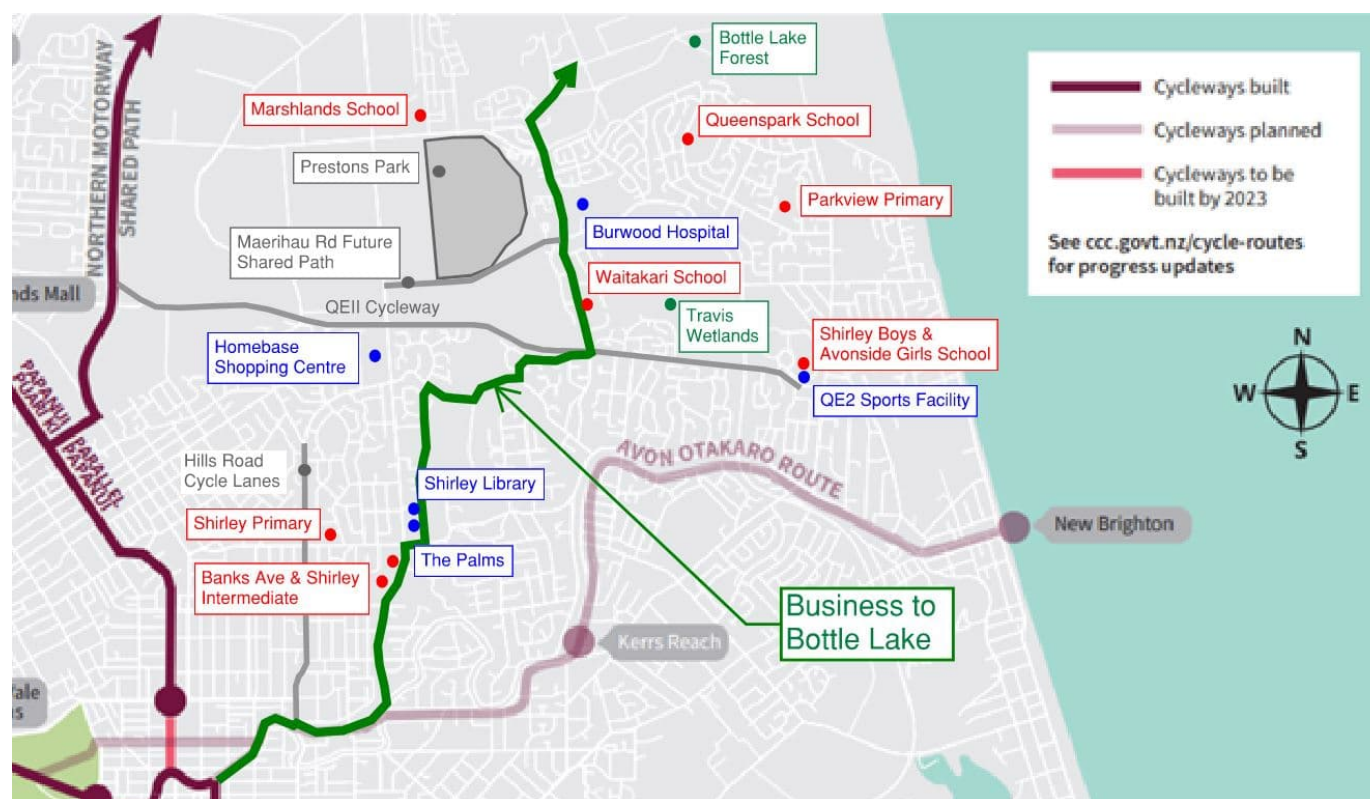 NORTHERN MOTORWAY
SHARED PATH
Bottle Lake
Forest
Marshlands School
Queenspark School
Prestons Park
Parkview Primary
Burwood Hospital
Maerihau Rd Future
Shared Path
Waitakari School
nds Mall
QEII Cycleway
Travis
Wetlands
Homebase
Shopping Centre
Shirley Boys &
Avonside Girls School
QE2 Sports Facility
PAPANUI
PUARI KI
PARALLEL
PAPANUI
Hills Road
Cycle Lanes
AVON OTAKARO ROUTE
Shirley Library
Shirley Primary
The Palms
New Brighton
Banks Ave & Shirley
Intermediate
Business to
Bottle Lake
Kerrs Reach
Cycleways built
Cycleways planned
Cycleways to be
built by 2023
See ccc.govt.nz/cycle-routes
for progress updates
N
W
E
S